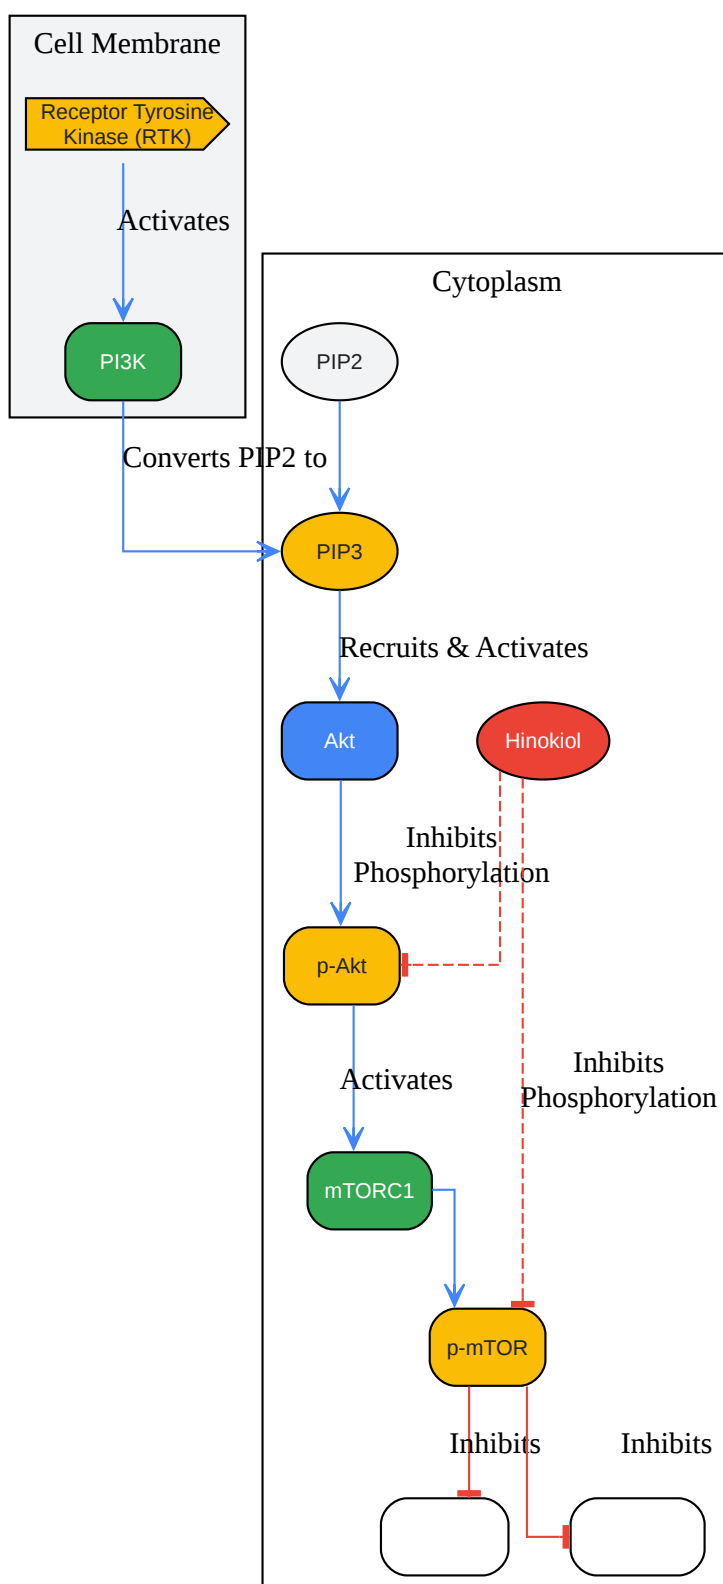 Cell Membrane
Receptor Tyrosine
Kinase (RTK)
Activates
Cytoplasm
PI3K
PIP2
Converts PIP2 to
PIP3
Recruits & Activates
Akt
Hinokiol
Inhibits
Phosphorylation
p-Akt
Inhibits
Phosphorylation
Activates
mTORC1
p-mTOR
Inhibits
Inhibits